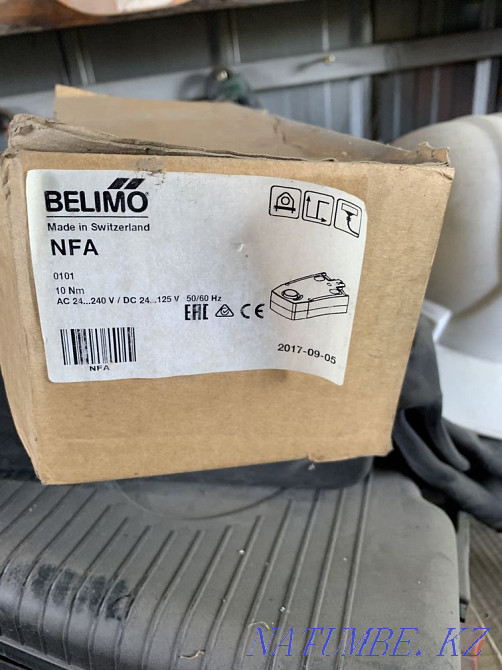 BELIMO
Made in Switzerland
NFA
0101
10 Nm
AC 24...240 V / DC 24...125 V 50/60 Hz
EAC CE
NFA
2017-09-05
NATUMBE.KZ